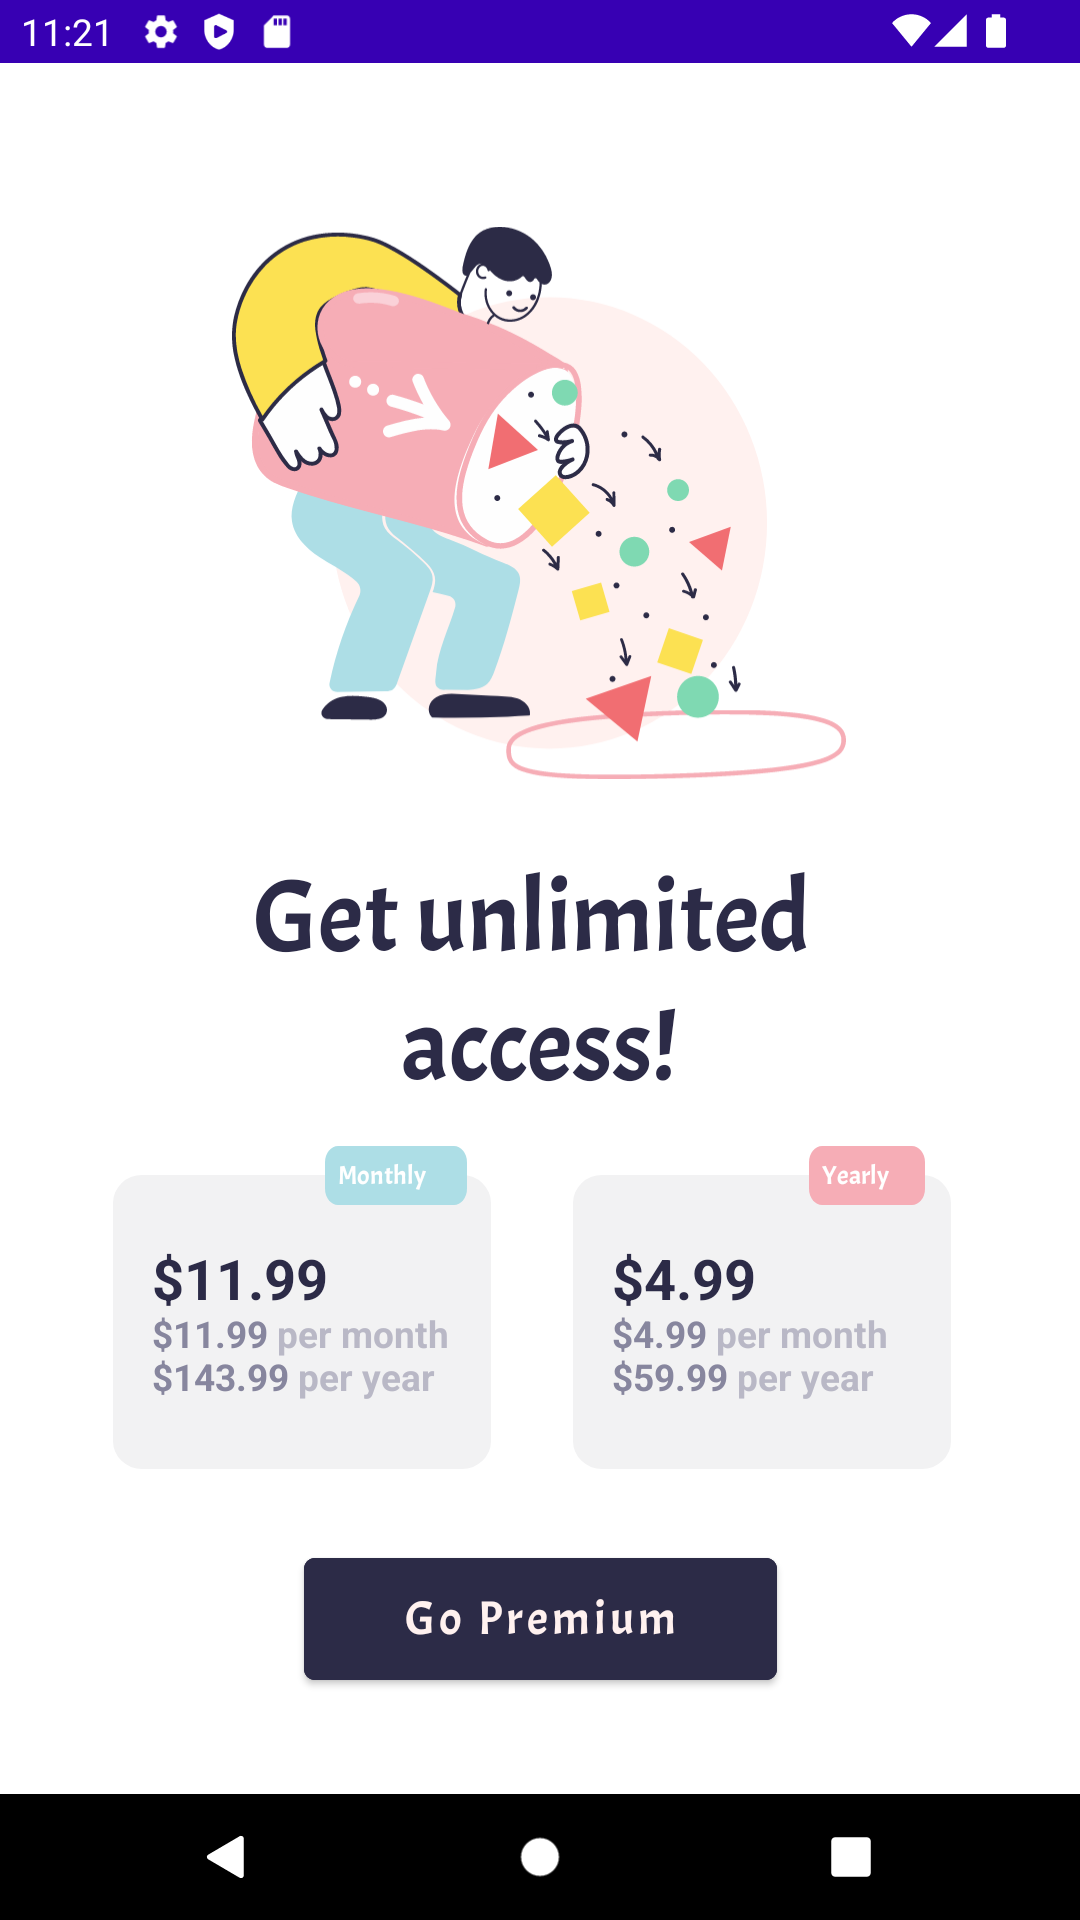 11:21
Get unlimited
access!
Monthly
$11.99
$11.99 per month
$143.99 per year
Yearly
$4.99
$4.99 per month
$59.99 per year
Go Premium